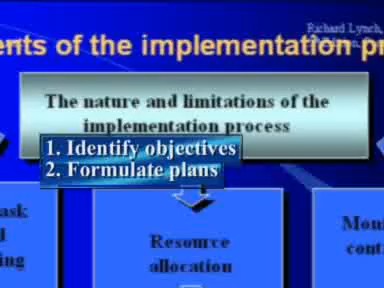 Richard Lynch,
ents of the implementation pr
The nature and limitations of the
implementation process
1. Identify objectives
2. Formulate plans
ask
Resource
allocation
Moni
cont
ing